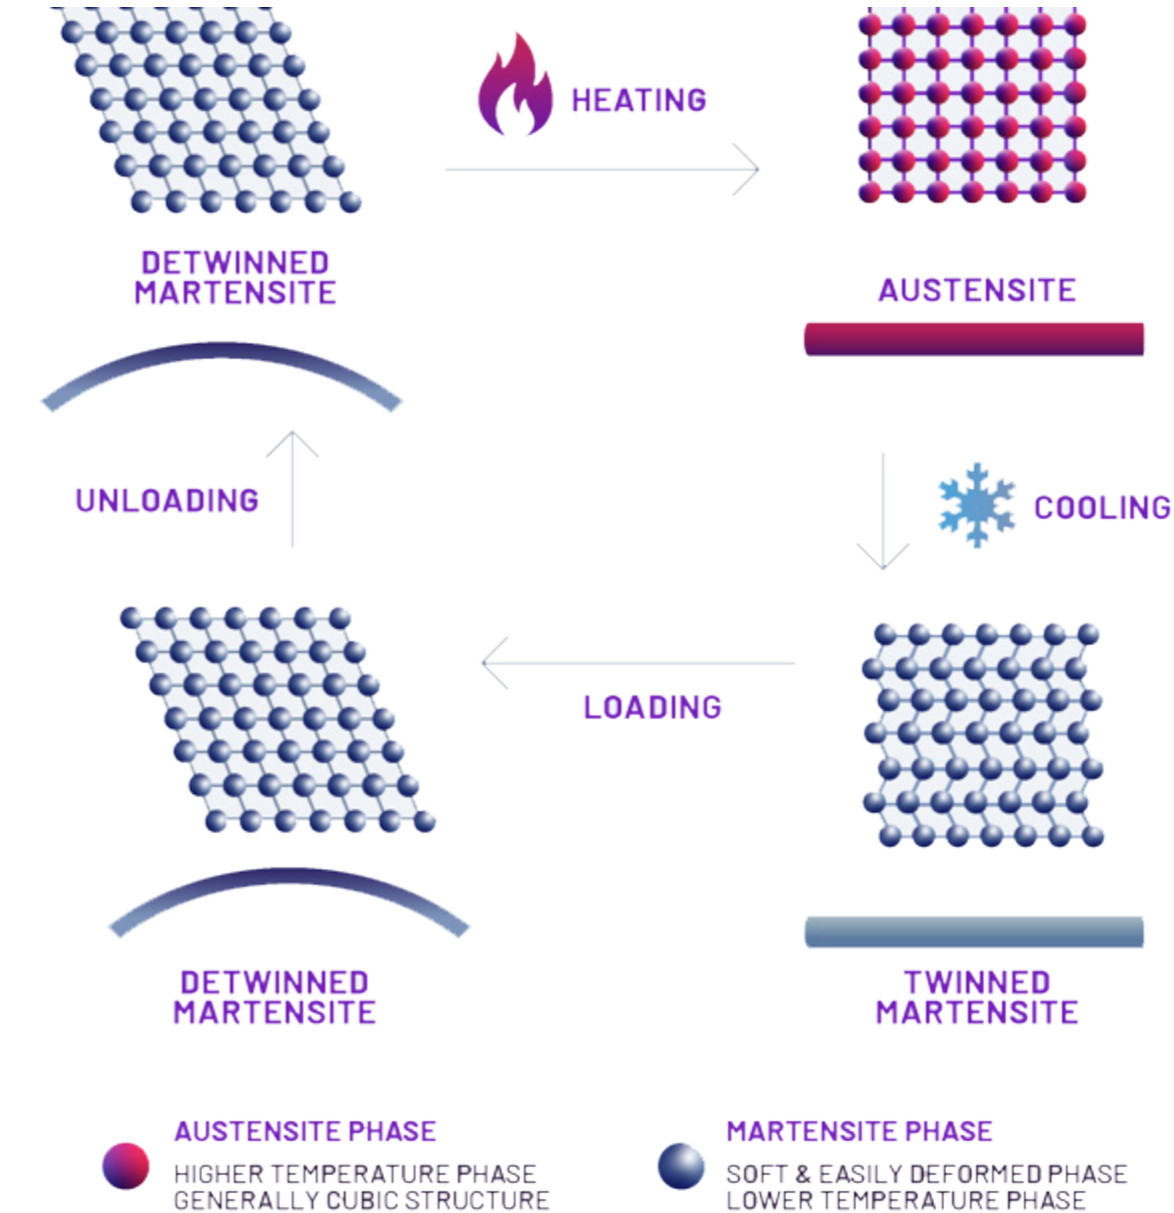 HEATING
DETWINNED
MARTENSITE
AUSTENSITE
UNLOADING
COOLING
LOADING
DETWINNED
MARTENSITE
TWINNED
MARTENSITE
AUSTENSITE PHASE
HIGHER TEMPERATURE PHASE
GENERALLY CUBIC STRUCTURE
MARTENSITE PHASE
SOFT & EASILY DEFORMED PHASE
LOWER TEMPERATURE PHASE